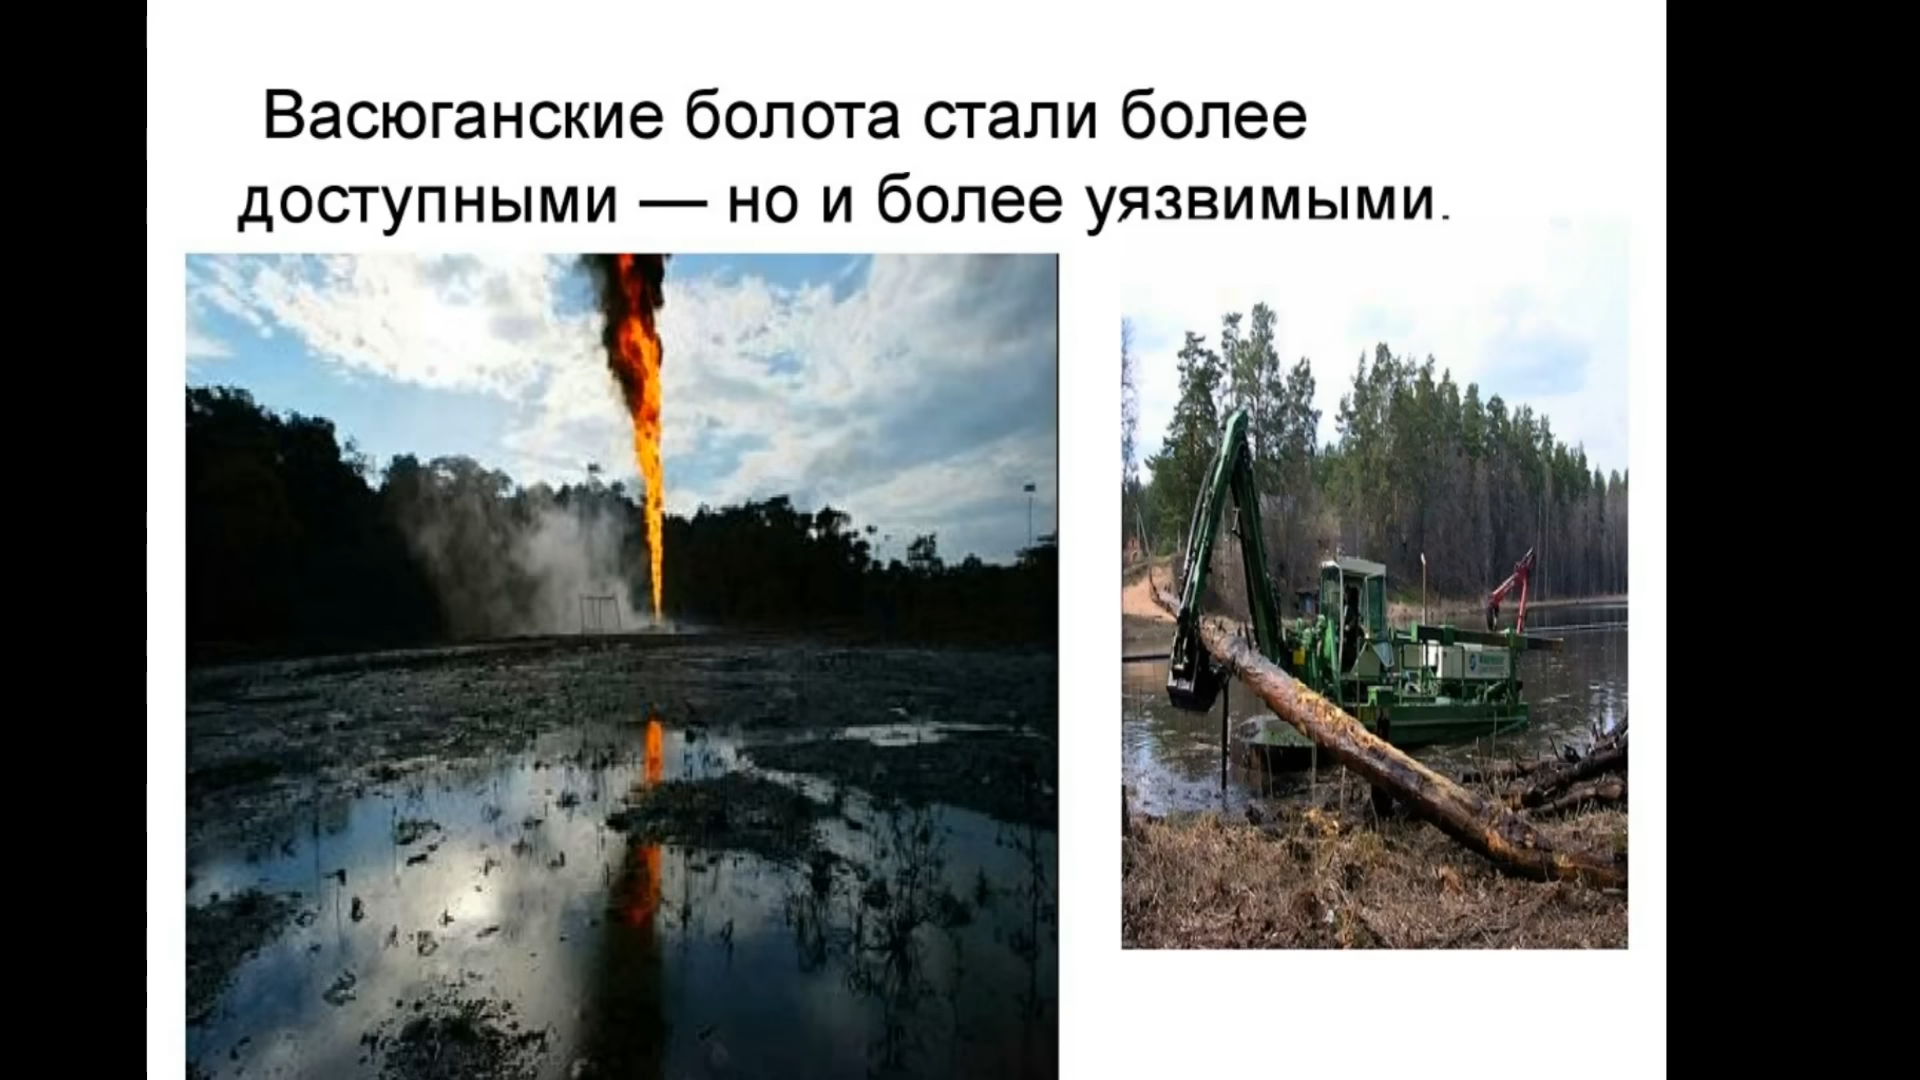 Васюганские болота стали более
доступными — но и более уязвимыми.